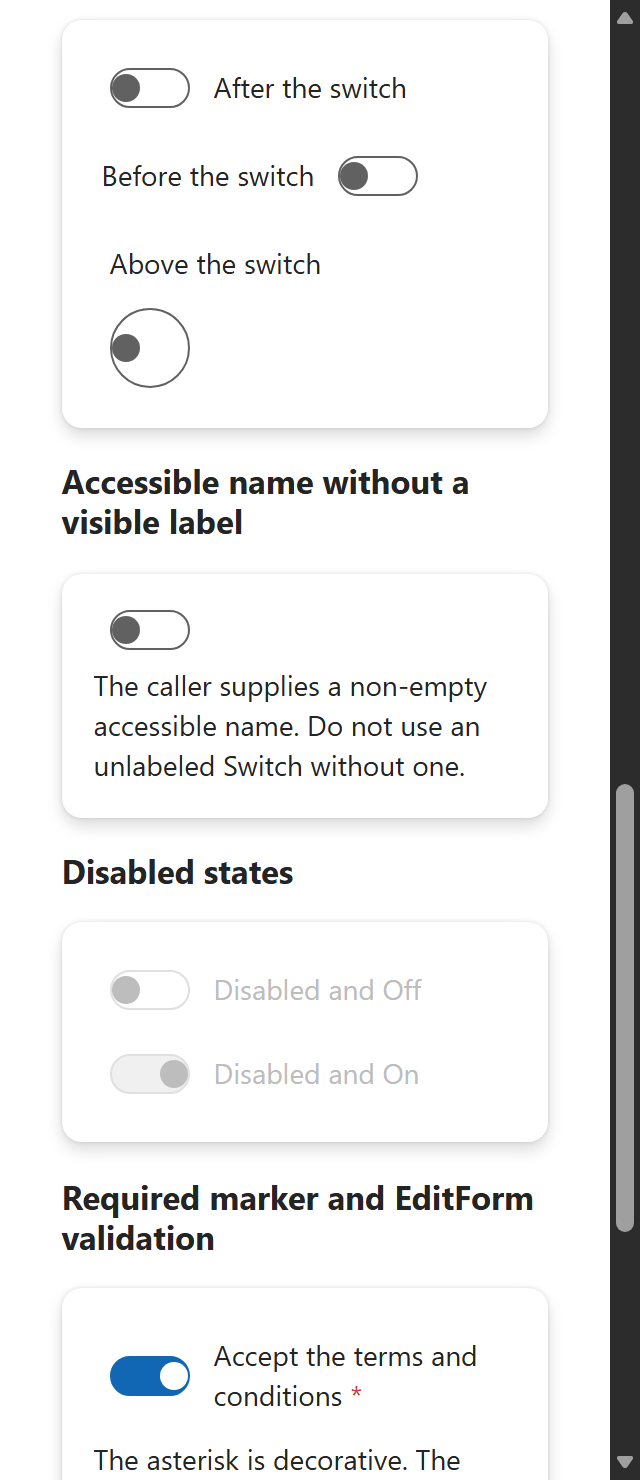 After the switch
Before the switch
Above the switch
Accessible name without a
visible label
The caller supplies a non-empty
accessible name. Do not use an
unlabeled Switch without one.
Disabled states
Disabled and Off
Disabled and On
Required marker and EditForm
validation
Accept the terms and
conditions *
The asterisk is decorative. The